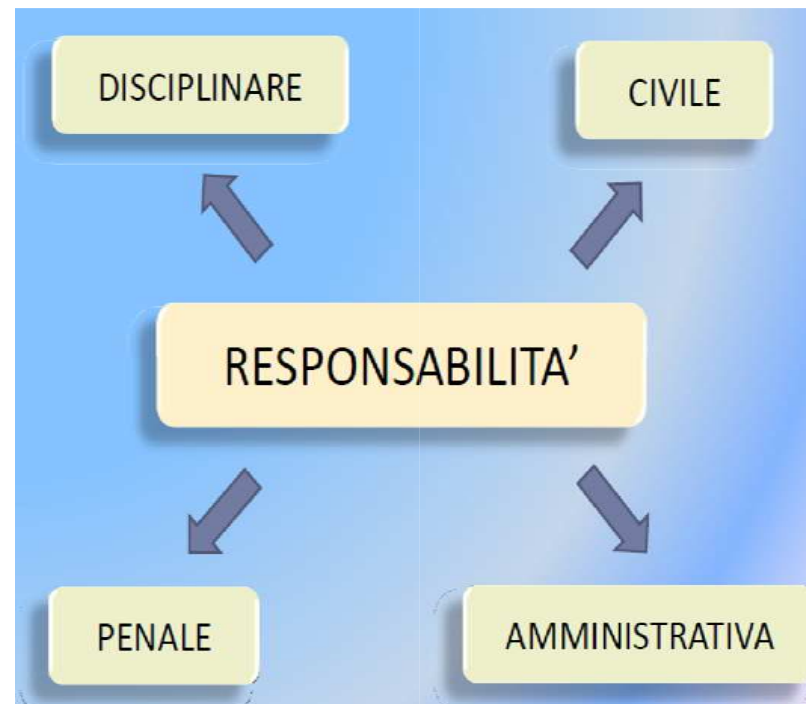 DISCIPLINARE
CIVILE
RESPONSABILITA’
PENALE
AMMINISTRATIVA